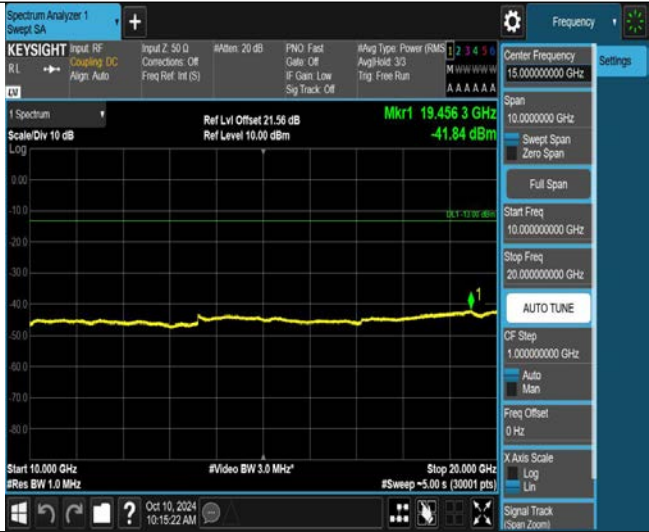 Spectrum Analyzer 1
Swept SA
+
Frequency
KEYSIGHT Input: RF
RL
Coupling: DC
Align: Auto
LV
Input Z: 50 Ω
Corrections: Off
Freq Ref: Int (S)
#Atten: 20 dB
PNO: Fast
Gate: Off
IF Gain: Low
Sig Track: Off
#Avg Type: Power (RMS
Avg|Hold: 3/3
Trig: Free Run
1 2 3 4 5 6
M W W W W W
A A A A A A
1 Spectrum
Scale/Div 10 dB
Log
Ref Lvl Offset 21.56 dB
Ref Level 10.00 dBm
Mkr1 19.456 3 GHz
-41.84 dBm
0.00
-10.0
DL1 -13.00 dBm
-20.0
-30.0
-40.0
1
-50.0
-60.0
-70.0
-80.0
Start 10.000 GHz
#Res BW 1.0 MHz
#Video BW 3.0 MHz*
Stop 20.000 GHz
#Sweep ~5.00 s (30001 pts)
?
Oct 10, 2024
10:15:22 AM
Center Frequency
15.000000000 GHz
Settings
Span
10.0000000 GHz
Swept Span
Zero Span
Full Span
Start Freq
10.000000000 GHz
Stop Freq
20.000000000 GHz
AUTO TUNE
CF Step
1.000000000 GHz
Auto
Man
Freq Offset
0 Hz
X Axis Scale
Log
Lin
Signal Track
(Span Zoom)